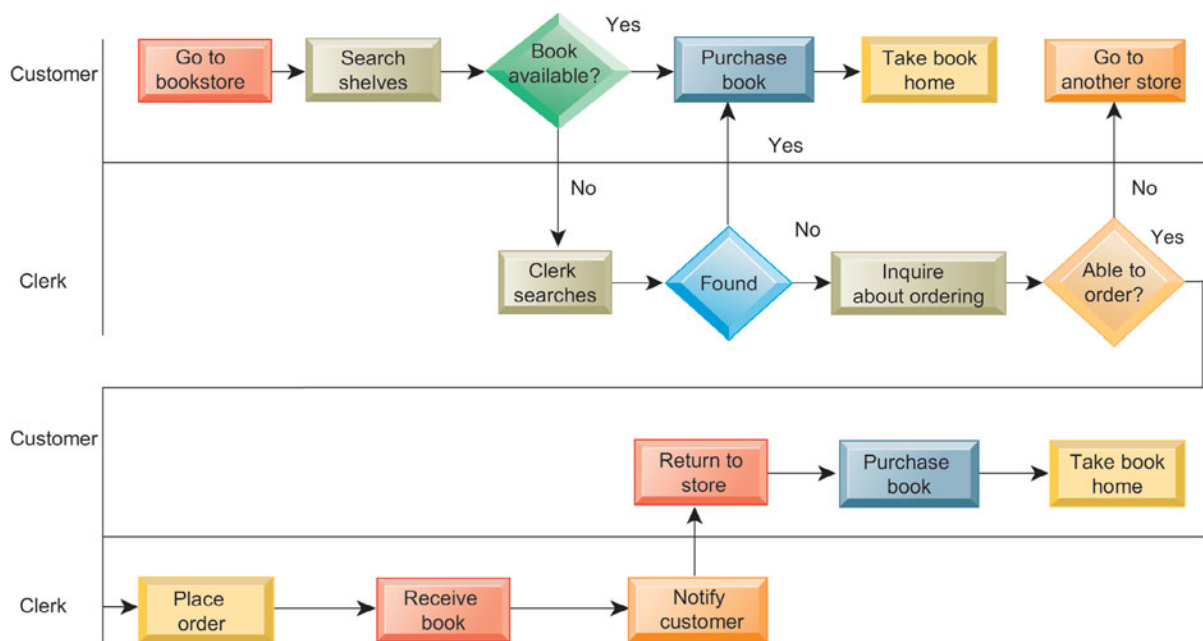 Customer
Go to
bookstore
Search
shelves
Book
available?
Yes
Purchase
book
Take book
home
Go to
another store
No
Yes
No
No
Yes
Clerk
Clerk
searches
Found
Inquire
about ordering
Able to
order?
Customer
Return to
store
Purchase
book
Take book
home
Clerk
Place
order
Receive
book
Notify
customer